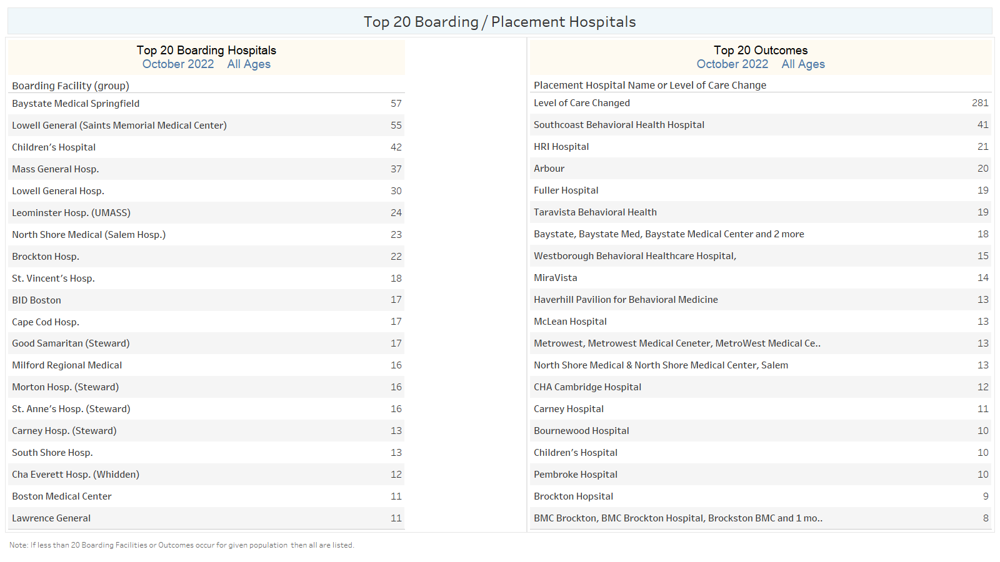 Top 20 Boarding / Placement Hospitals
Top 20 Boarding Hospitals
October 2022 All Ages
Boarding Facility (group)
Baystate Medical Springfield 57
Lowell General (Saints Memorial Medical Center) 55
Children's Hospital 42
Mass General Hosp. 37
Lowell General Hosp. 30
Leominster Hosp. (UMASS) 24
North Shore Medical (Salem Hosp.) 23
Brockton Hosp. 22
St. Vincent's Hosp. 18
BID Boston 17
Cape Cod Hosp. 17
Good Samaritan (Steward) 17
Milford Regional Medical 16
Morton Hosp. (Steward) 16
St. Anne's Hosp. (Steward) 16
Carney Hosp. (Steward) 13
South Shore Hosp. 13
Cha Everett Hosp. (Whidden) 12
Boston Medical Center 11
Lawrence General 11
Top 20 Outcomes
October 2022 All Ages
Placement Hospital Name or Level of Care Change
Level of Care Changed 281
Southcoast Behavioral Health Hospital 41
HRI Hospital 21
Arbour 20
Fuller Hospital 19
Taravista Behavioral Health 19
Baystate, Baystate Med, Baystate Medical Center and 2 more 18
Westborough Behavioral Healthcare Hospital, 15
MiraVista 14
Haverhill Pavilion for Behavioral Medicine 13
McLean Hospital 13
Metrowest, Metrowest Medical Ceneter, MetroWest Medical Ce.. 13
North Shore Medical & North Shore Medical Center, Salem 13
CHA Cambridge Hospital 12
Carney Hospital 11
Bournewood Hospital 10
Children's Hospital 10
Pembroke Hospital 10
Brockton Hopsital 9
BMC Brockton, BMC Brockton Hospital, Brockston BMC and 1 mo.. 8
Note: If less than 20 Boarding Facilities or Outcomes occur for given population then all are listed.